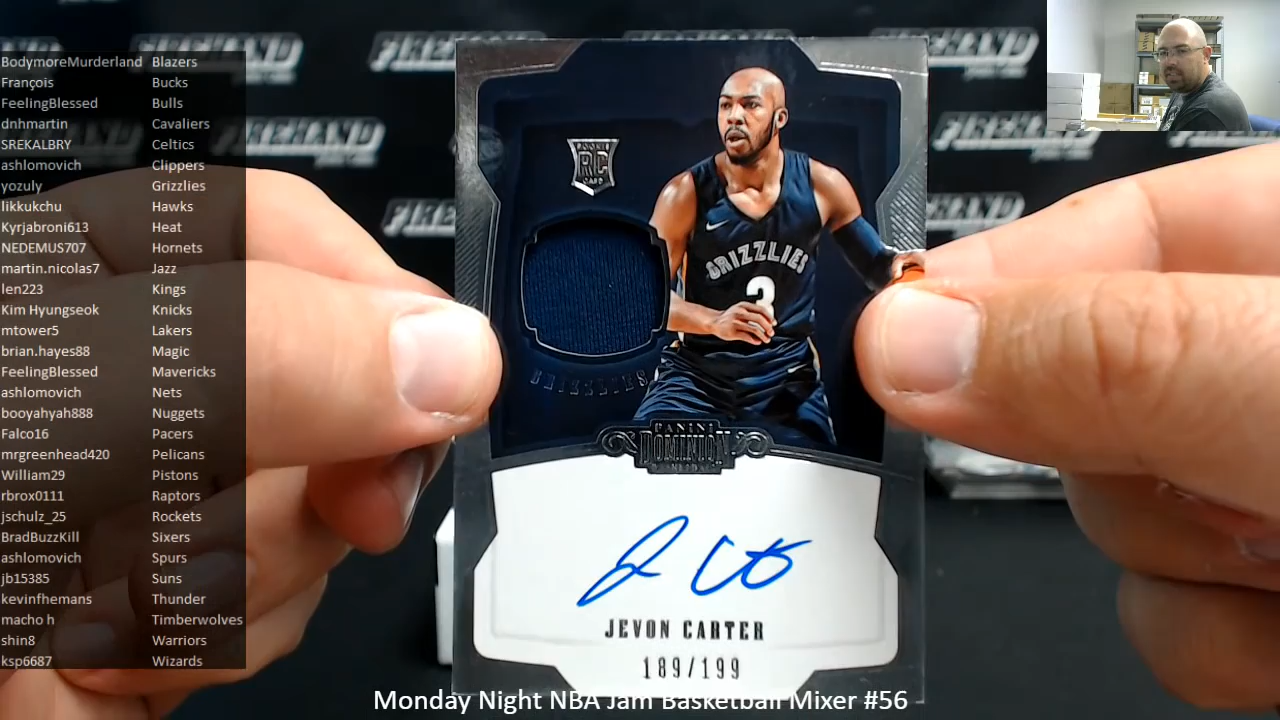 BodymoreMurderland Blazers
François Bucks
FeelingBlessed Bulls
dnhmartin Cavaliers
SREKALBRY Celtics
ashlomovich Clippers
yozuly Grizzlies
likkukchu Hawks
Kyrjabroni613 Heat
NEDEMUS707 Hornets
martin.nicolas7 Jazz
len223 Kings
Kim Hyungseok Knicks
mtower5 Lakers
brian.hayes88 Magic
FeelingBlessed Mavericks
ashlomovich Nets
booyahyah888 Nuggets
Falco16 Pacers
mrgreenhead420 Pelicans
William29 Pistons
rbrox0111 Raptors
jschulz_25 Rockets
BradBuzzKill Sixers
ashlomovich Spurs
jb15385 Suns
kevinfhemans Thunder
macho h Timberwolves
shin8 Warriors
ksp6687 Wizards
FIREHAND
ROOKIE
RC
CARD
GRIZZLIES
3
GRIZZLIES
PANINI
DOMINION
BASKETBALL
JEVON CARTER
189/199
Monday Night NBA Jam Basketball Mixer #56